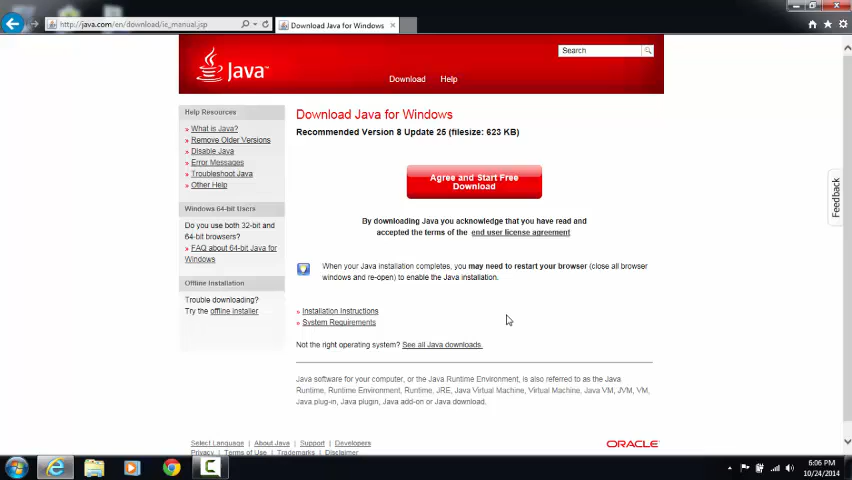 http://java.com/en/download/ie_manual.jsp
Download Java for Windows
Java™
Search
Download Help
Help Resources
» What is Java?
» Remove Older Versions
» Disable Java
» Error Messages
» Troubleshoot Java
» Other Help
Windows 64-bit Users
Do you use both 32-bit and
64-bit browsers?
» FAQ about 64-bit Java for
Windows
Offline Installation
Trouble downloading?
Try the offline installer
Download Java for Windows
Recommended Version 8 Update 25 (filesize: 623 KB)
Agree and Start Free
Download
By downloading Java you acknowledge that you have read and
accepted the terms of the end user license agreement
When your Java installation completes, you may need to restart your browser (close all browser
windows and re-open) to enable the Java installation.
» Installation Instructions
» System Requirements
Not the right operating system? See all Java downloads.
Java software for your computer, or the Java Runtime Environment, is also referred to as the Java
Runtime, Runtime Environment, Runtime, JRE, Java Virtual Machine, Virtual Machine, Java VM, JVM, VM,
Java plug-in, Java plugin, Java add-on or Java download.
Select Language | About Java | Support | Developers
Privacy | Terms of Use | Trademarks | Disclaimer
ORACLE
Feedback
6:06 PM
10/24/2014